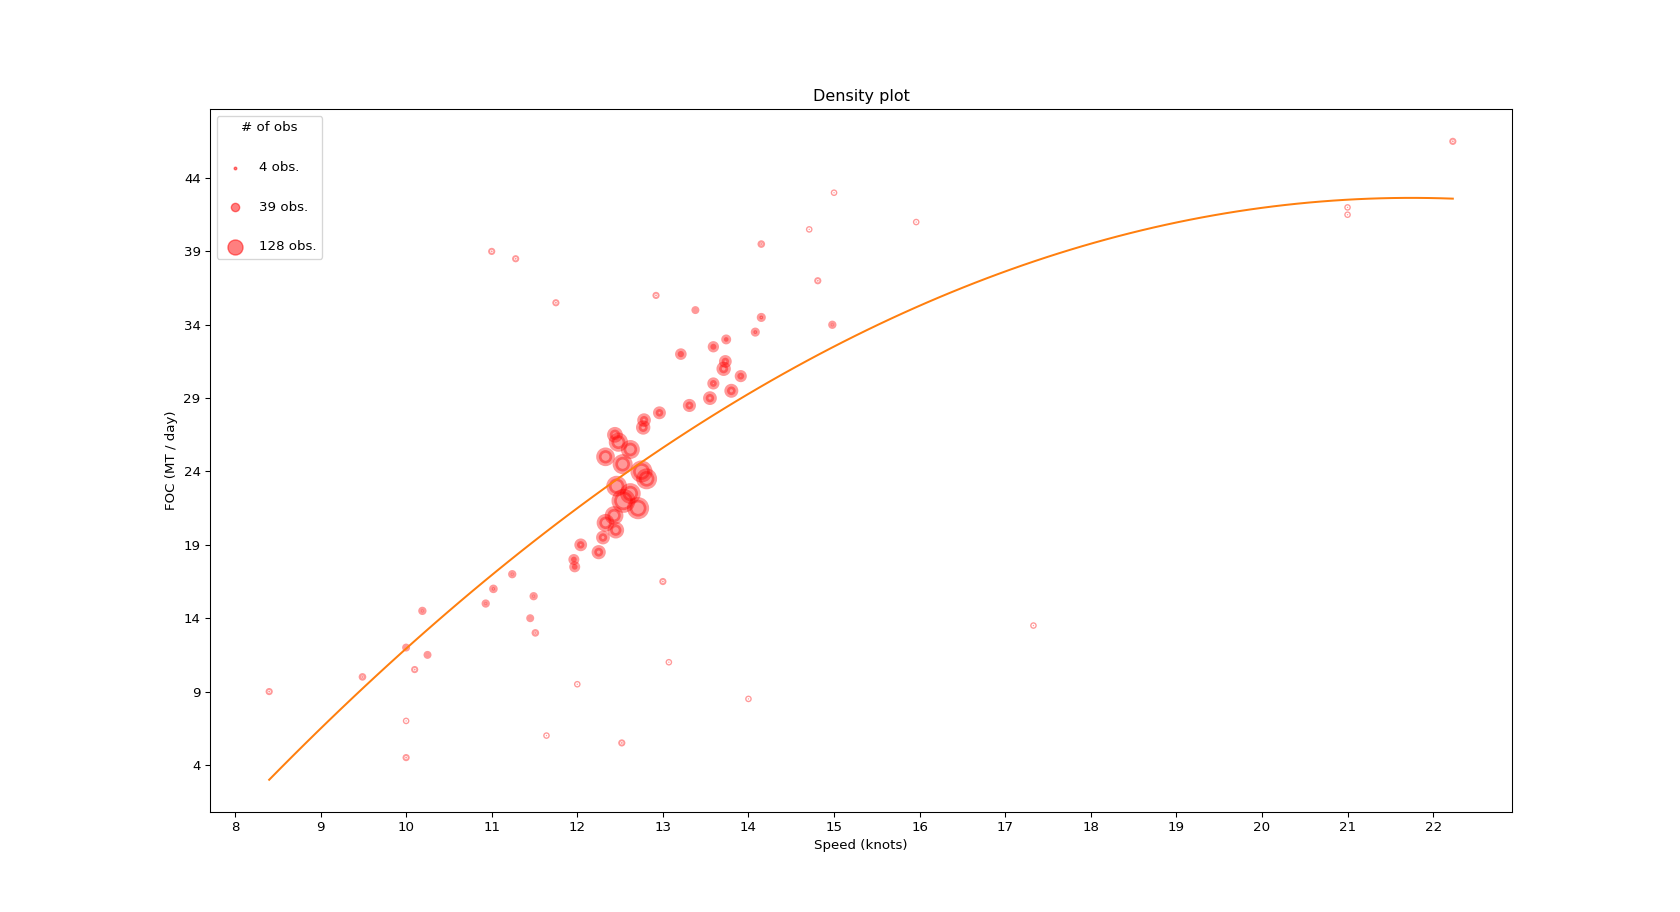 Density plot
# of obs
4 obs.
39 obs.
128 obs.
FOC (MT / day)
44
39
34
29
24
19
14
9
4
8 9 10 11 12 13 14 15 16 17 18 19 20 21 22
Speed (knots)